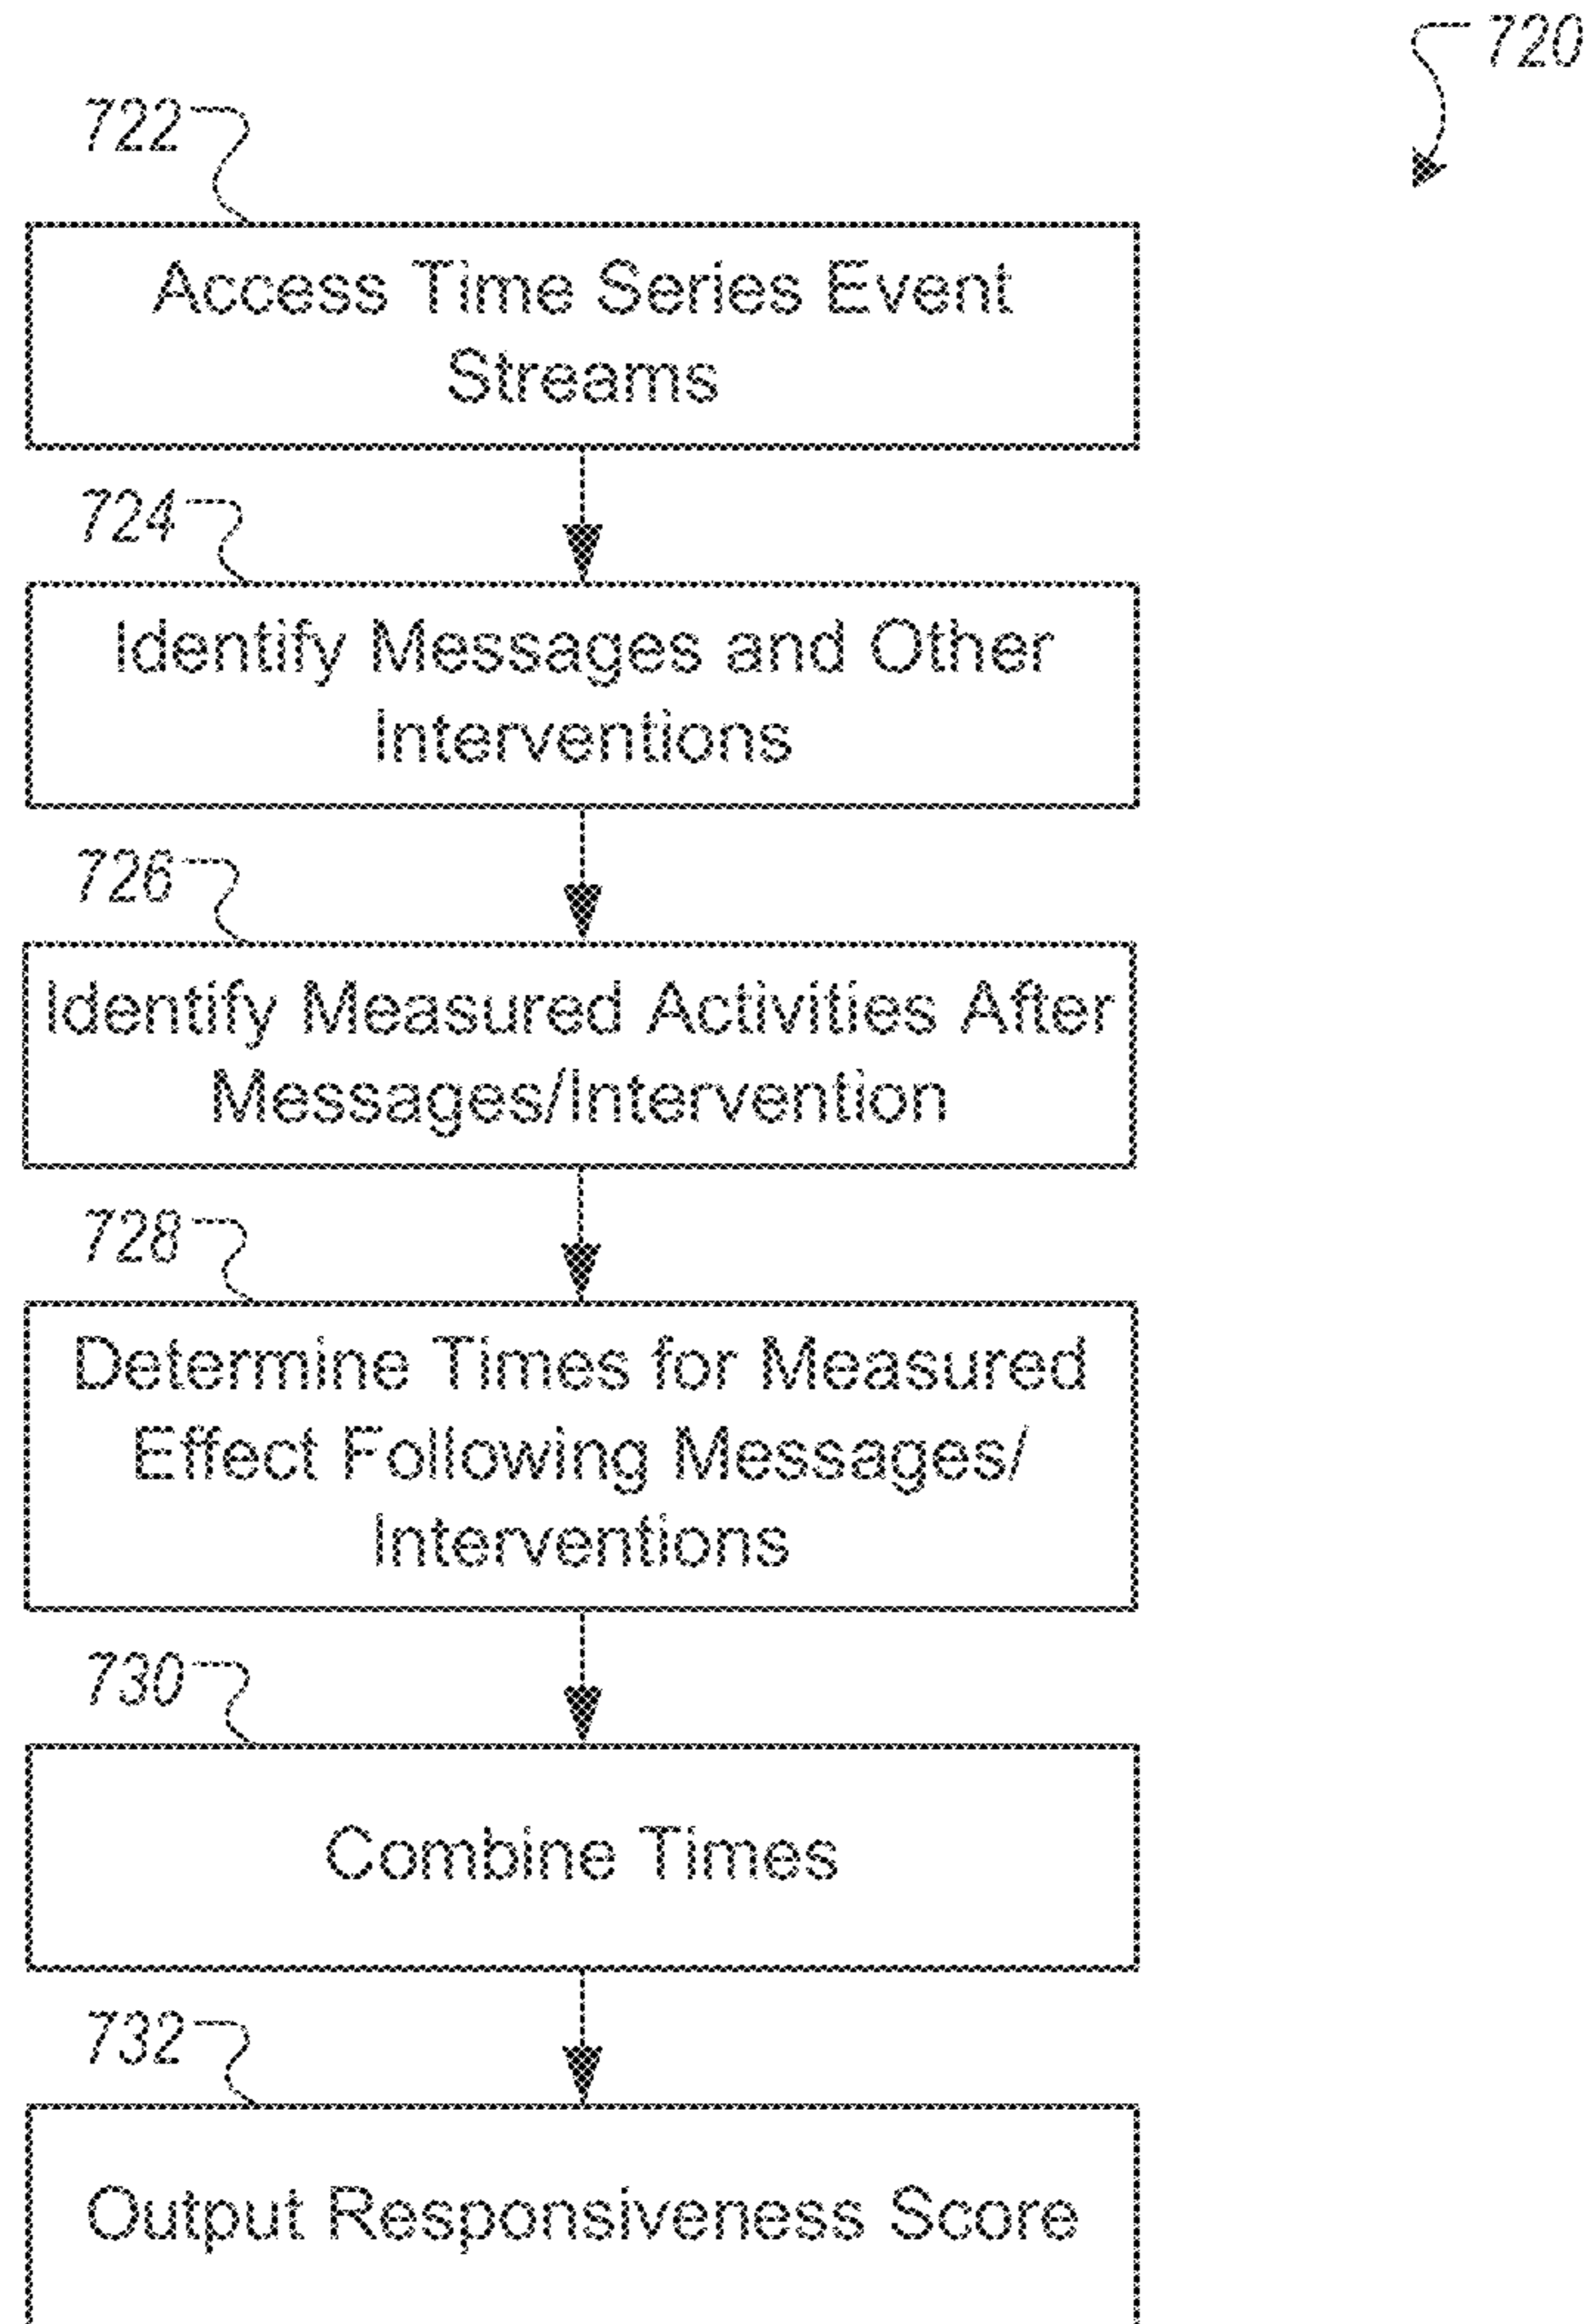 720
722
Access Time Series Event
Streams
724
Identify Messages and Other
Interventions
726
Identify Measured Activities After
Messages/Intervention
728
Determine Times for Measured
Effect Following Messages/
Interventions
730
Combine Times
732
Output Responsiveness Score